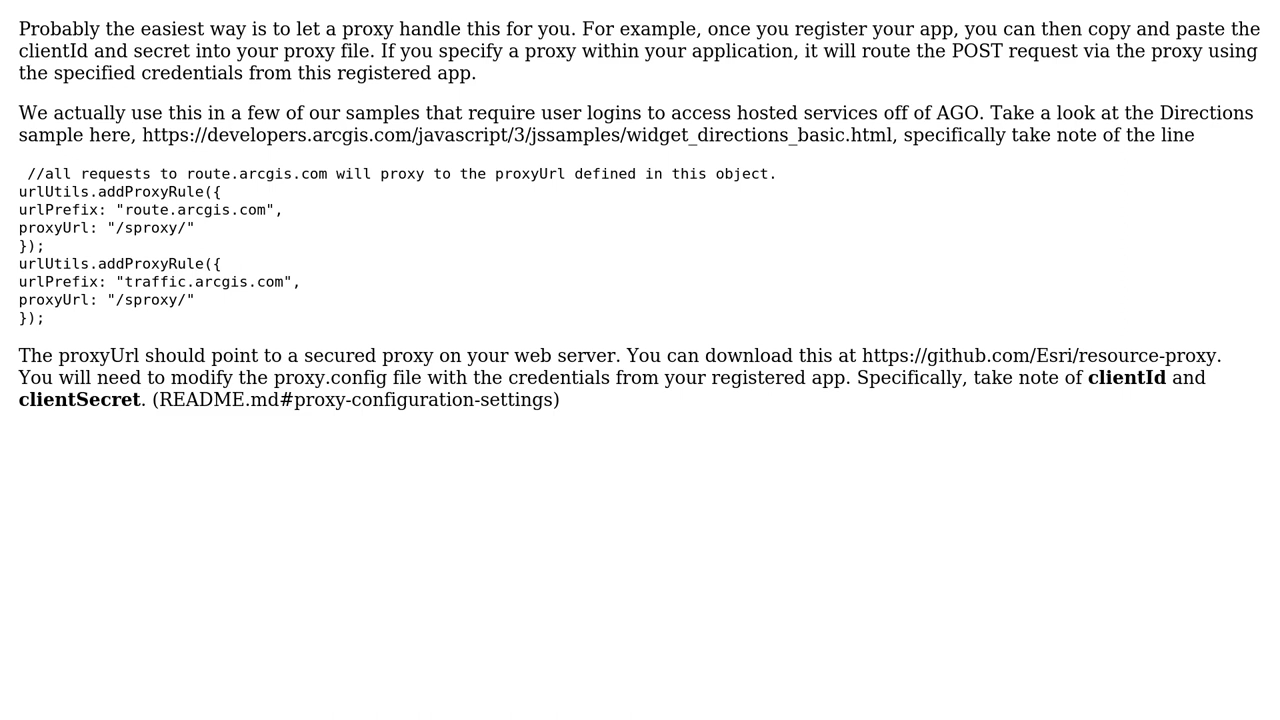 Probably the easiest way is to let a proxy handle this for you. For example, once you register your app, you can then copy and paste the
clientId and secret into your proxy file. If you specify a proxy within your application, it will route the POST request via the proxy using
the specified credentials from this registered app.
We actually use this in a few of our samples that require user logins to access hosted services off of AGO. Take a look at the Directions
sample here, https://developers.arcgis.com/javascript/3/jssamples/widget_directions_basic.html, specifically take note of the line
//all requests to route.arcgis.com will proxy to the proxyUrl defined in this object.
urlUtils.addProxyRule({
urlPrefix: "route.arcgis.com",
proxyUrl: "/sproxy/"
});
urlUtils.addProxyRule({
urlPrefix: "traffic.arcgis.com",
proxyUrl: "/sproxy/"
});
The proxyUrl should point to a secured proxy on your web server. You can download this at https://github.com/Esri/resource-proxy.
You will need to modify the proxy.config file with the credentials from your registered app. Specifically, take note of clientId and
clientSecret. (README.md#proxy-configuration-settings)